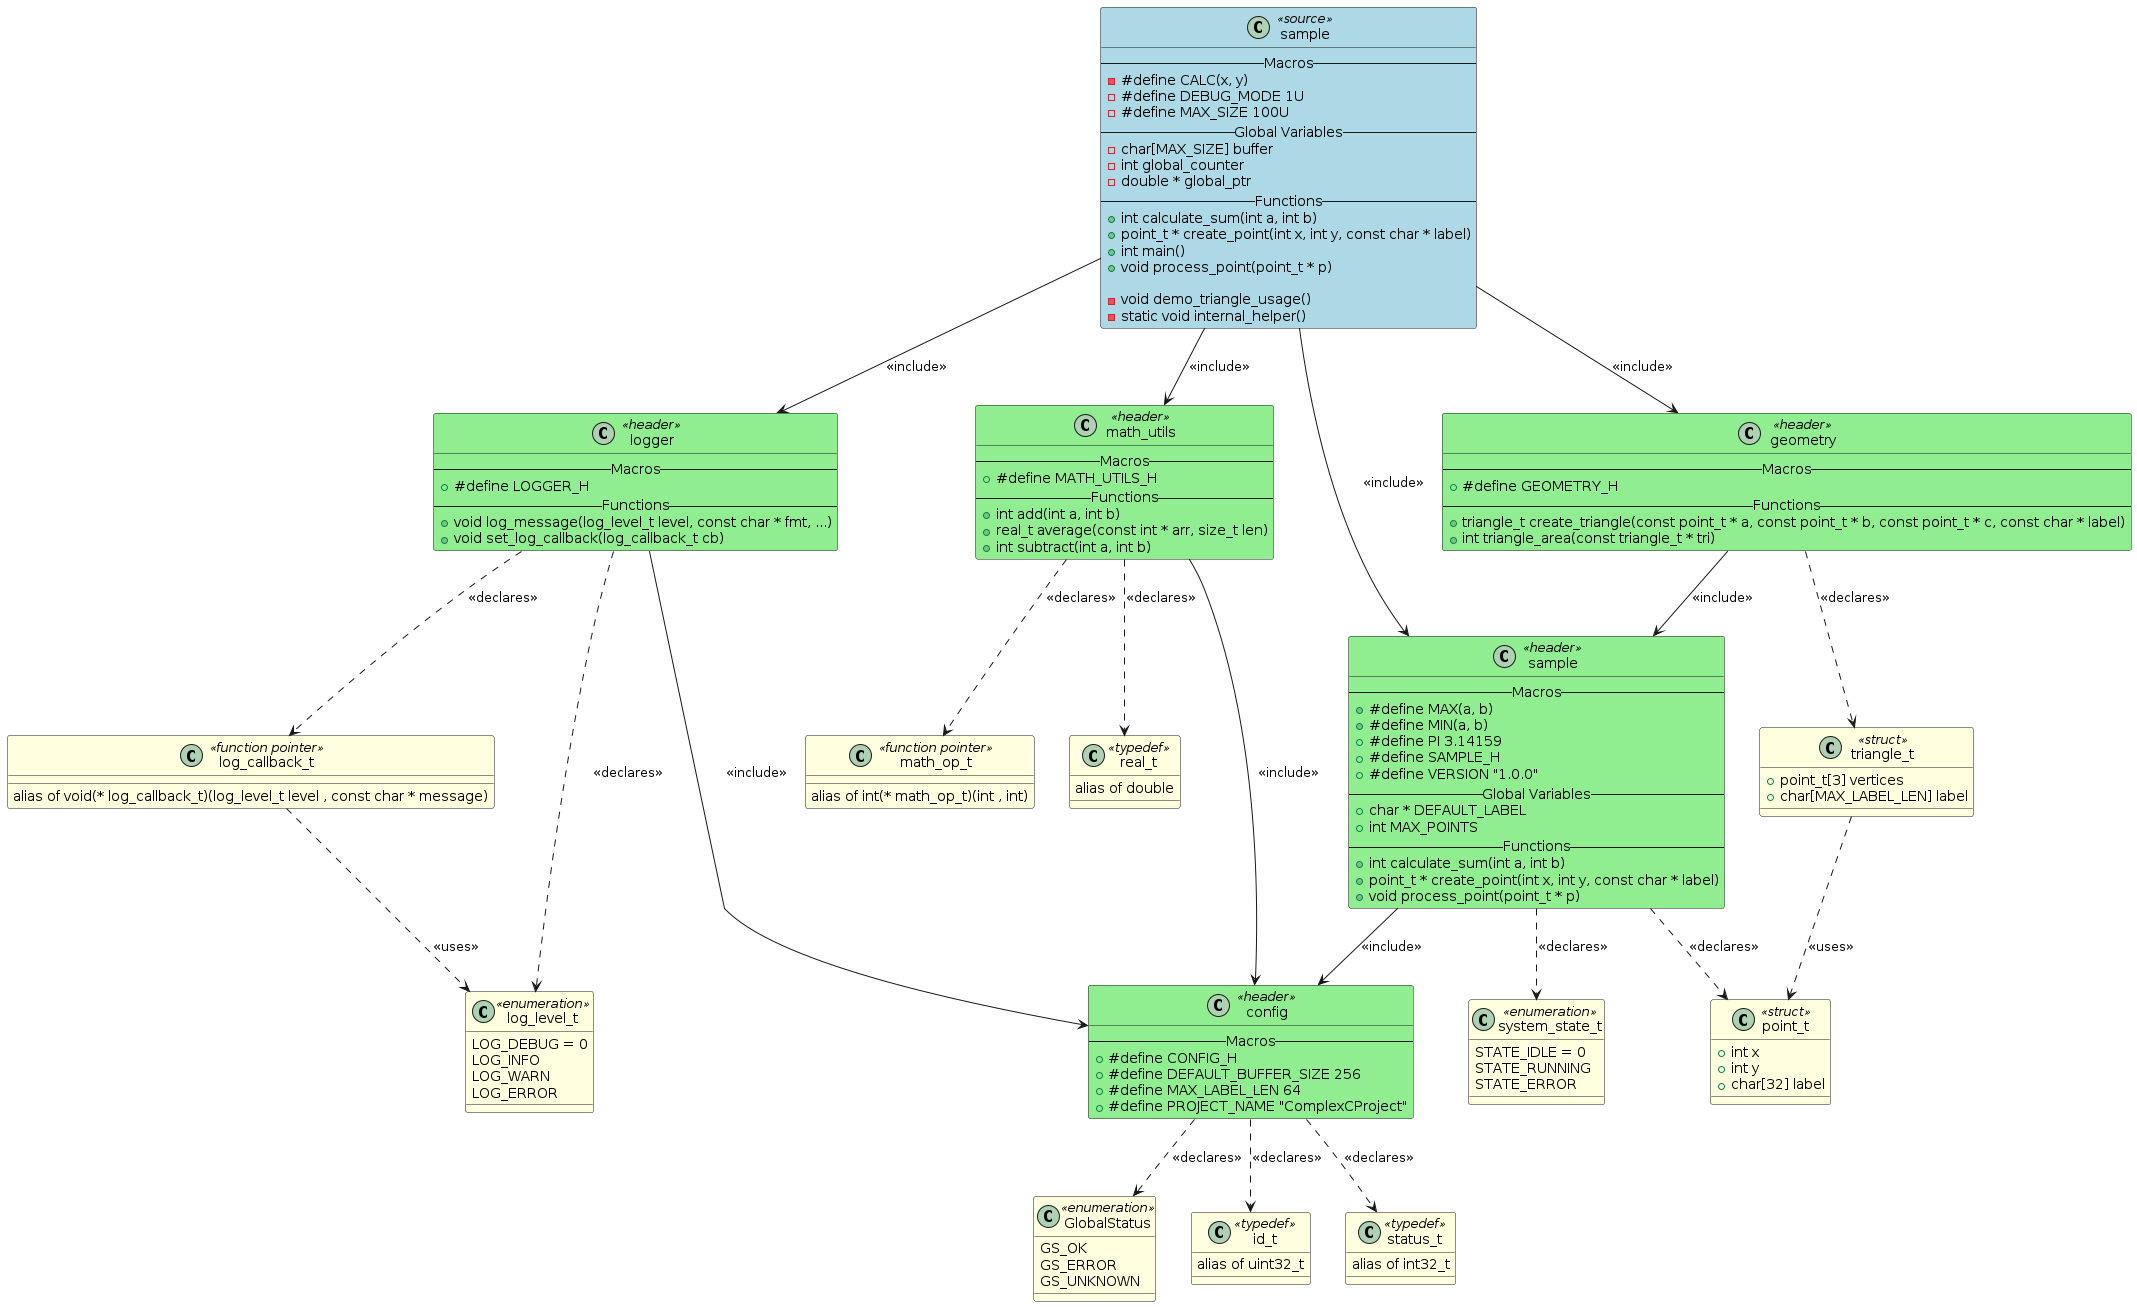 «source»
sample
Macros
#define CALC(x, y)
#define DEBUG_MODE 1U
#define MAX_SIZE 100U
Global Variables
char[MAX_SIZE] buffer
int global_counter
double * global_ptr
Functions
int calculate_sum(int a, int b)
point_t * create_point(int x, int y, const char * label)
int main()
void process_point(point_t * p)
void demo_triangle_usage()
static void internal_helper()
«include»
«include»
«include»
«include»
«header»
logger
Macros
#define LOGGER_H
Functions
void log_message(log_level_t level, const char * fmt, ...)
void set_log_callback(log_callback_t cb)
«header»
math_utils
Macros
#define MATH_UTILS_H
Functions
int add(int a, int b)
real_t average(const int * arr, size_t len)
int subtract(int a, int b)
«header»
geometry
Macros
#define GEOMETRY_H
Functions
triangle_t create_triangle(const point_t * a, const point_t * b, const point_t * c, const char * label)
int triangle_area(const triangle_t * tri)
«declares»
«declares»
«declares»
«include»
«declares»
«header»
sample
Macros
#define MAX(a, b)
#define MIN(a, b)
#define PI 3.14159
#define SAMPLE_H
#define VERSION "1.0.0"
Global Variables
char * DEFAULT_LABEL
int MAX_POINTS
Functions
int calculate_sum(int a, int b)
point_t * create_point(int x, int y, const char * label)
void process_point(point_t * p)
«function pointer»
log_callback_t
alias of void(* log_callback_t)(log_level_t level , const char * message)
«declares»
«include»
«function pointer»
math_op_t
alias of int(* math_op_t)(int , int)
«typedef»
real_t
alias of double
«include»
«struct»
triangle_t
point_t[3] vertices
char[MAX_LABEL_LEN] label
«uses»
«include»
«declares»
«declares»
«uses»
«enumeration»
log_level_t
LOG_DEBUG = 0
LOG_INFO
LOG_WARN
LOG_ERROR
«header»
config
Macros
#define CONFIG_H
#define DEFAULT_BUFFER_SIZE 256
#define MAX_LABEL_LEN 64
#define PROJECT_NAME "ComplexCProject"
«enumeration»
system_state_t
STATE_IDLE = 0
STATE_RUNNING
STATE_ERROR
«struct»
point_t
int x
int y
char[32] label
«declares»
«declares»
«declares»
«enumeration»
GlobalStatus
GS_OK
GS_ERROR
GS_UNKNOWN
«typedef»
id_t
alias of uint32_t
«typedef»
status_t
alias of int32_t